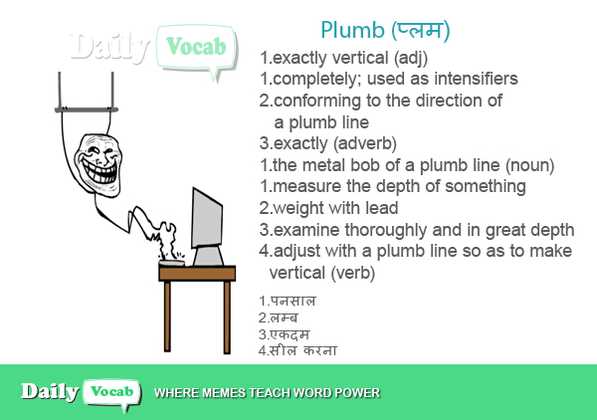 Daily Vocab
Plumb (प्लम)
1.exactly vertical (adj)
1.completely; used as intensifiers
2.conforming to the direction of
a plumb line
3.exactly (adverb)
1.the metal bob of a plumb line (noun)
1.measure the depth of something
2.weight with lead
3.examine thoroughly and in great depth
4.adjust with a plumb line so as to make
vertical (verb)
1.पनसाल
2.लम्ब
3.एकदम
4.सील करना
Daily Vocab WHERE MEMES TEACH WORD POWER